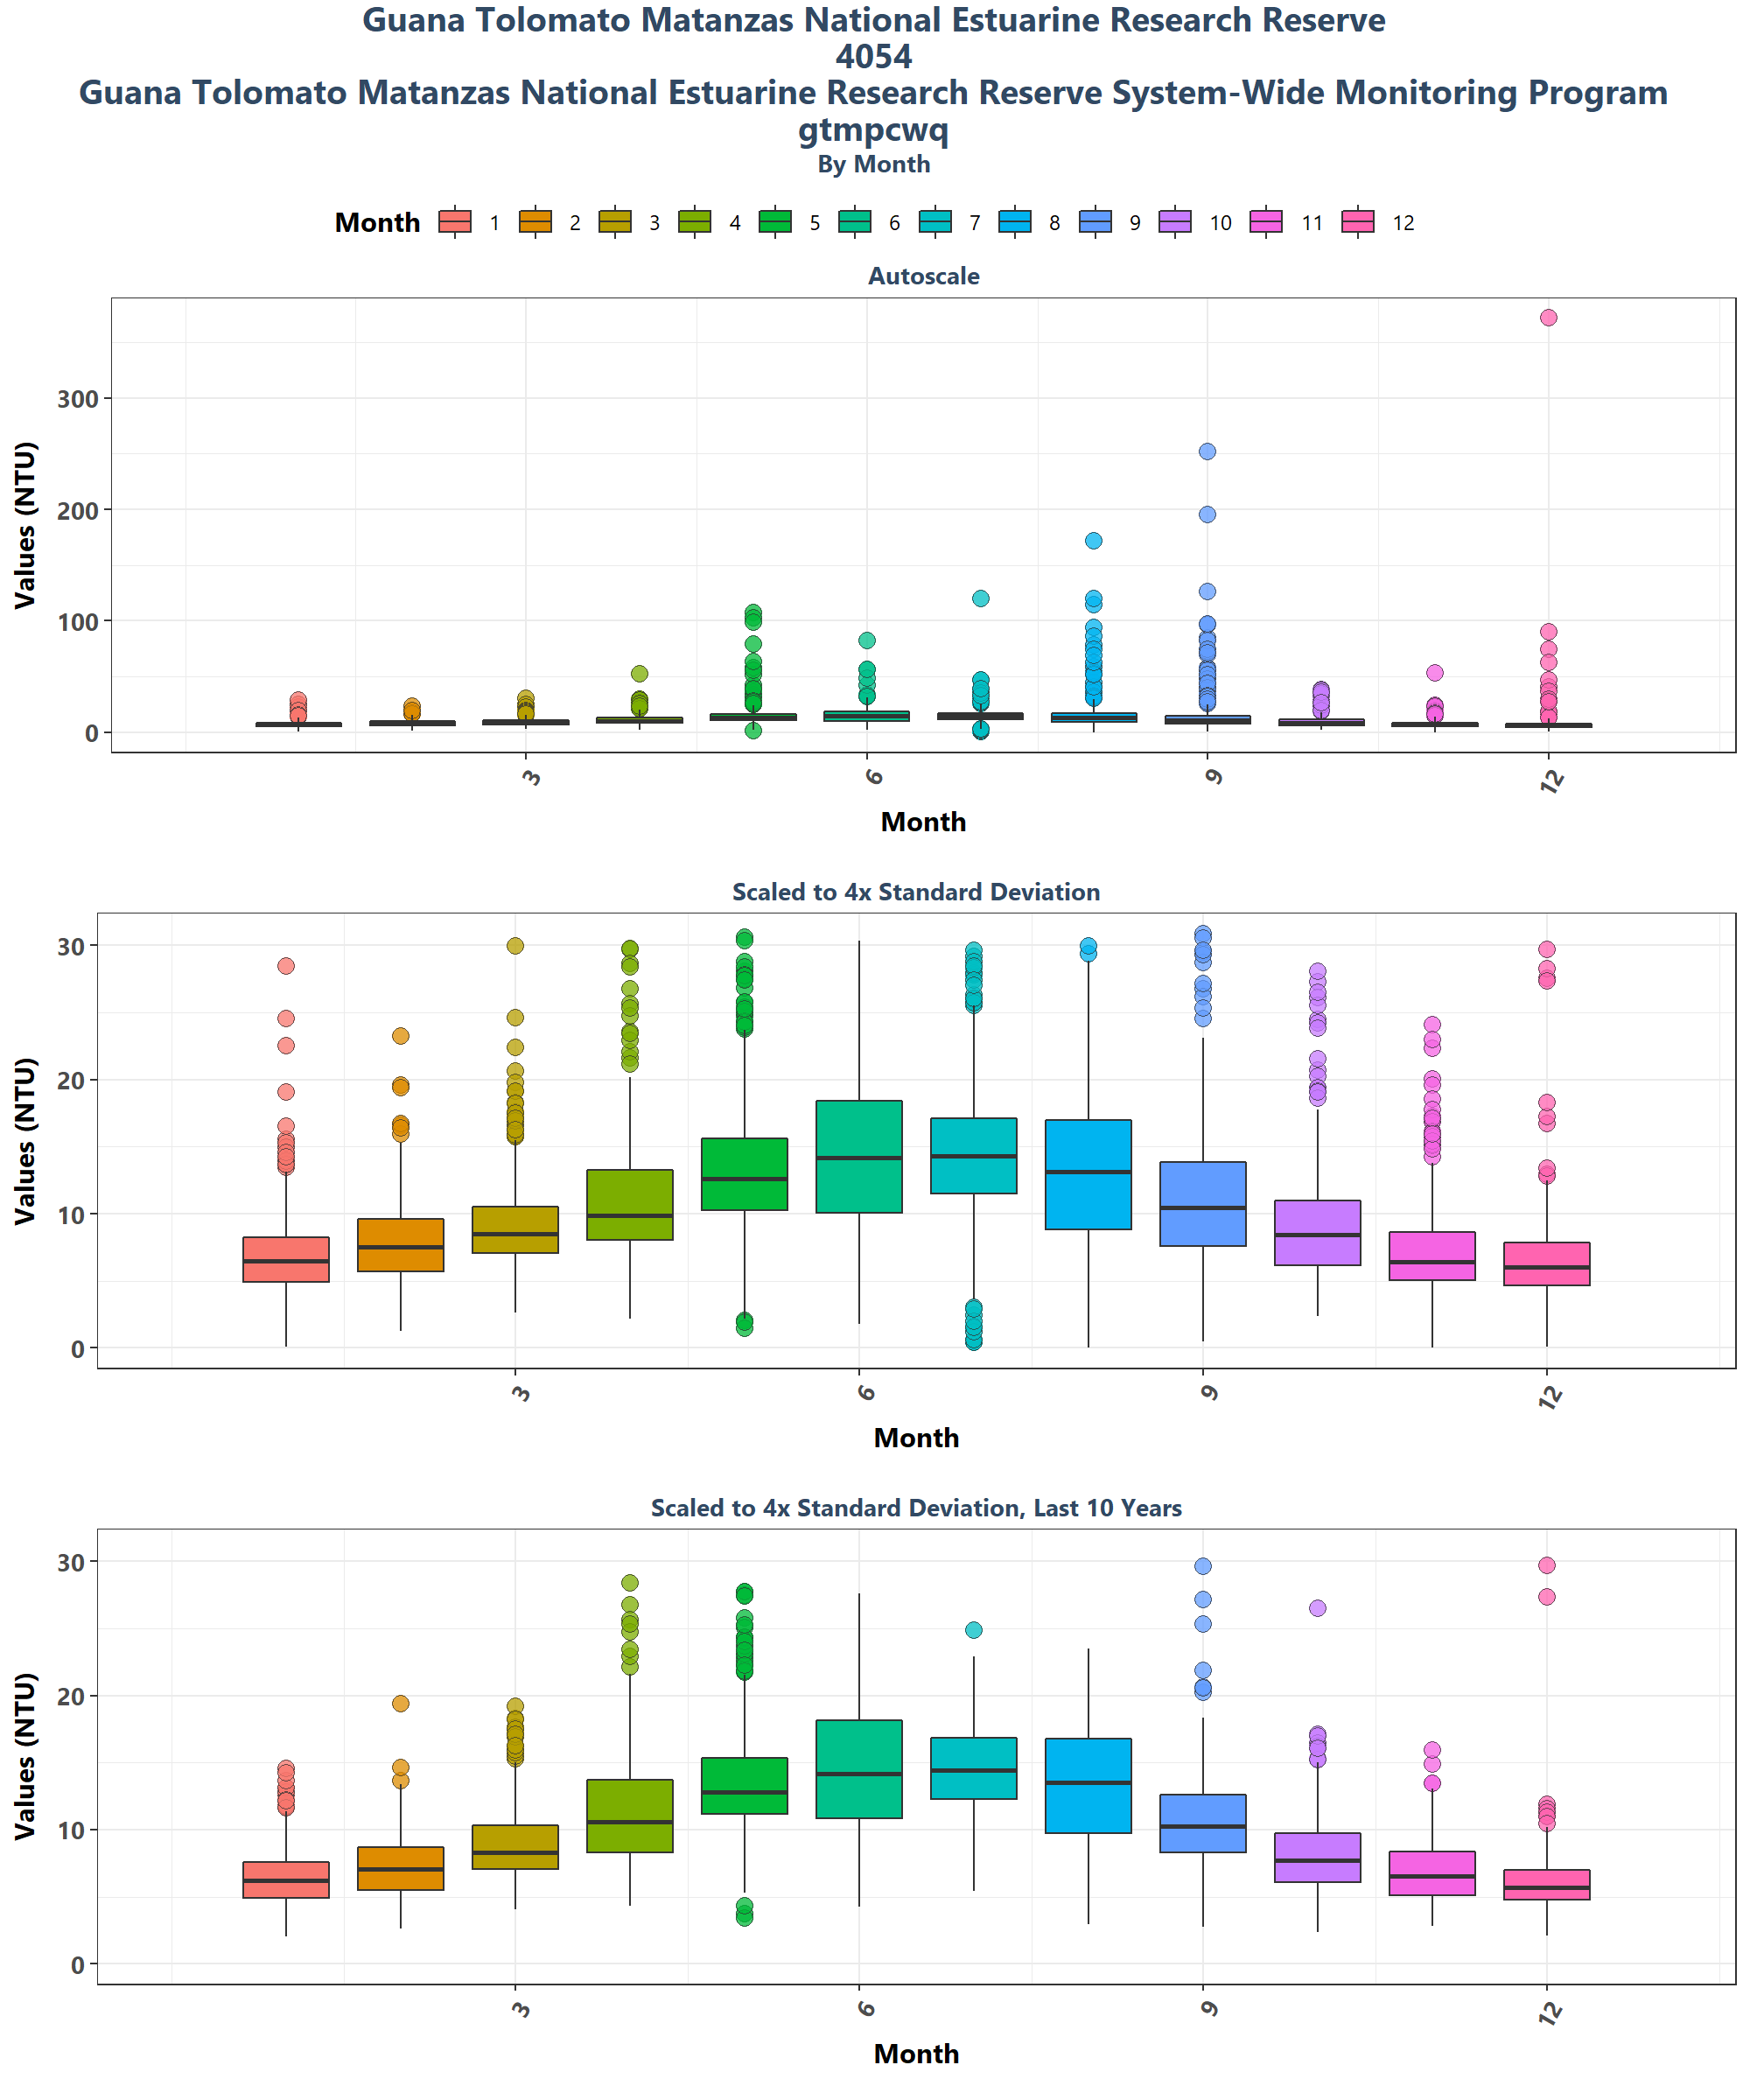 Guana Tolomato Matanzas National Estuarine Research Reserve
4054
Guana Tolomato Matanzas National Estuarine Research Reserve System-Wide Monitoring Program
gtmpcwq
By Month
Month 1 2 3 4 5 6 7 8 9 10 11 12
Autoscale
Values (NTU)
300
200
100
0
3 6 9 12
Month
Scaled to 4x Standard Deviation
Values (NTU)
30
20
10
0
3 6 9 12
Month
Scaled to 4x Standard Deviation, Last 10 Years
Values (NTU)
30
20
10
0
3 6 9 12
Month